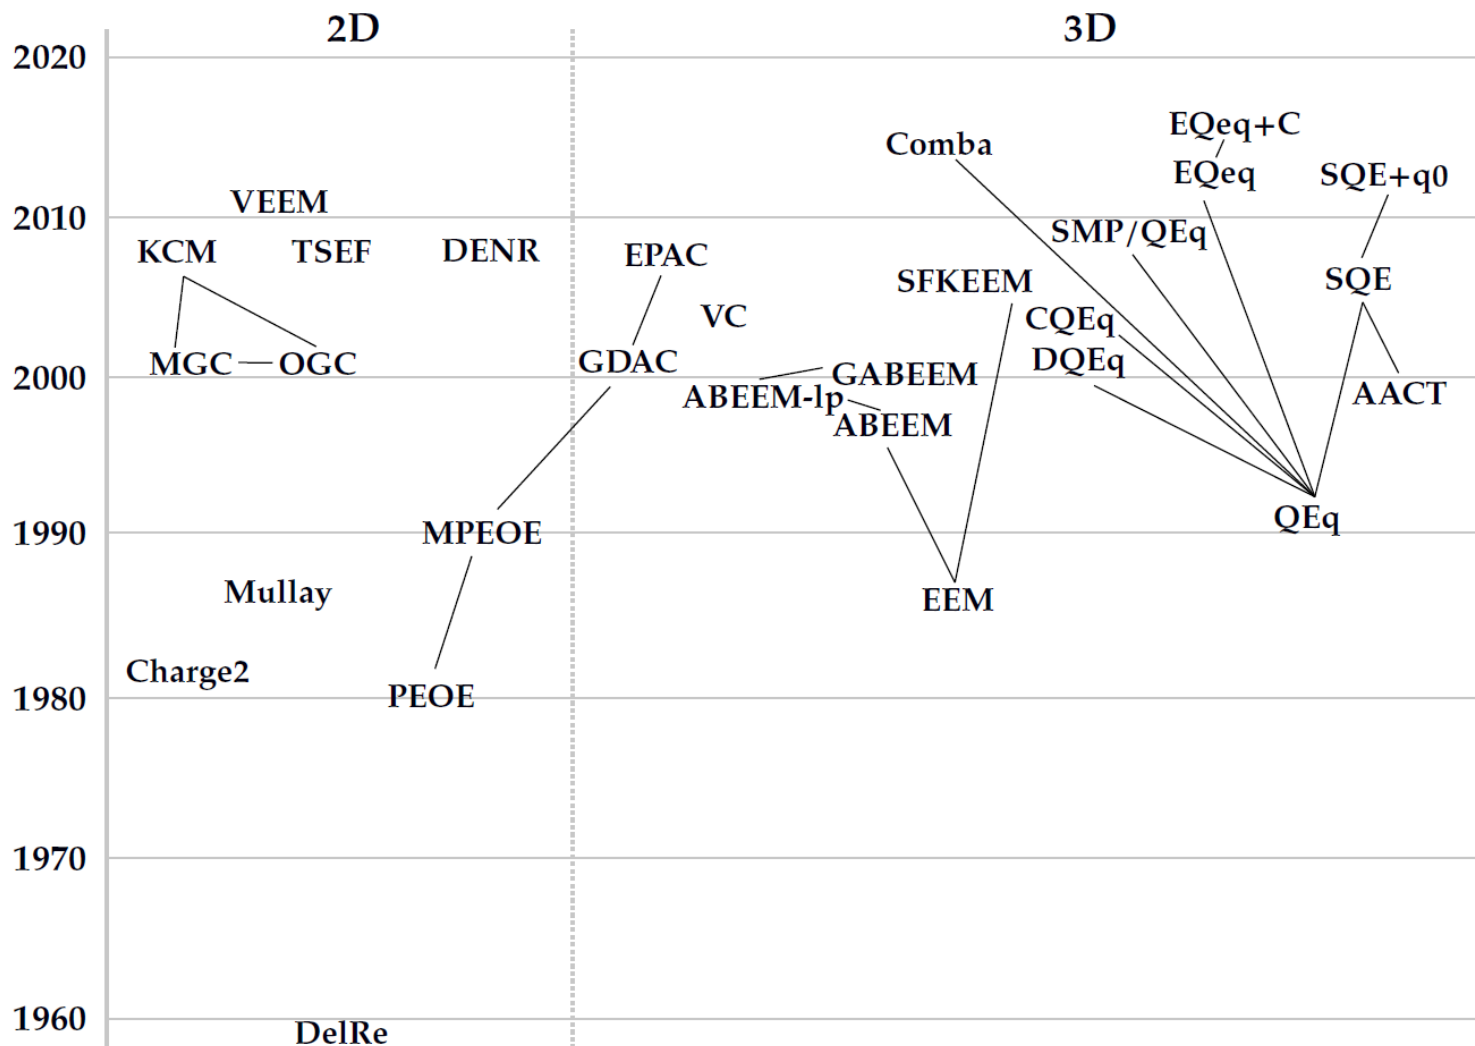 2D 3D
2020
EQeq+C
Comba
EQeq SQE+q0
VEEM
2010
SMP/QEq
KCM TSEF DENR EPAC
SFKEEM SQE
VC CQEq
MGC OGC GDAC DQEq
2000 GABEEM
ABEEM-lp AACT
ABEEM
QEq
1990 MPEOE
Mullay EEM
Charge2
1980 PEOE
1970
1960
DelRe